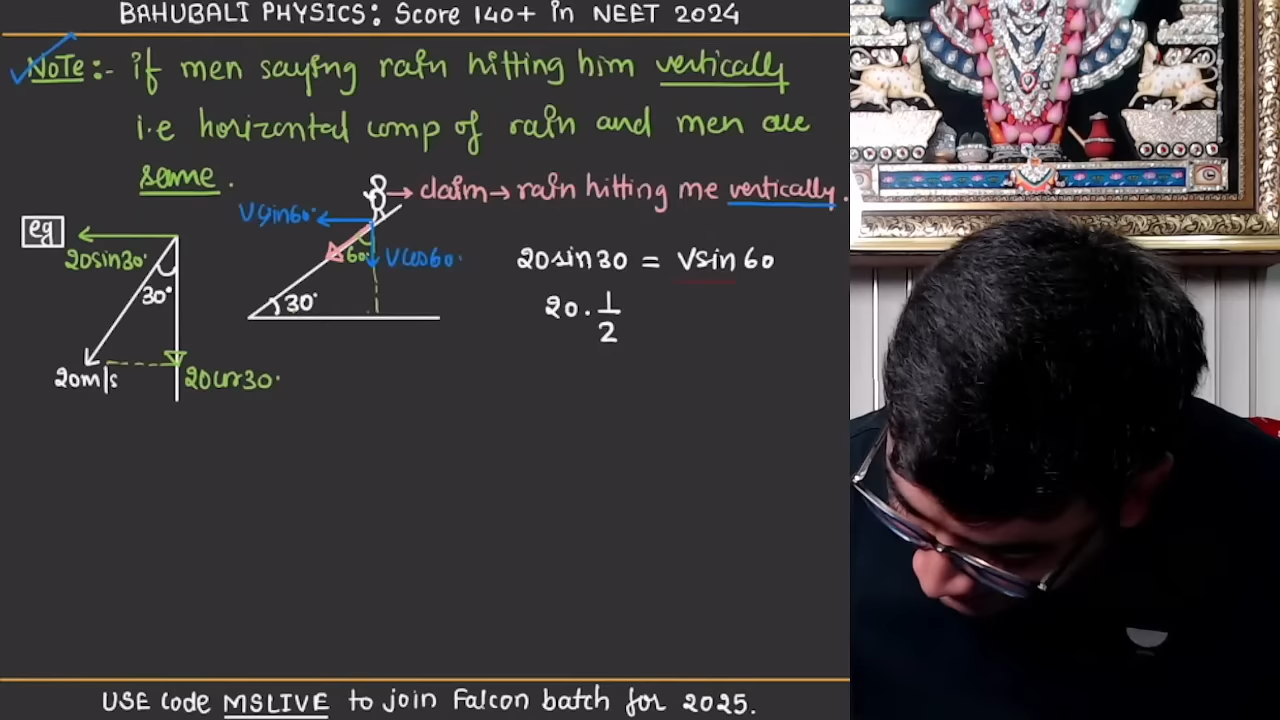 BAHUBALI PHYSICS: Score 140+ in NEET 2024
NOTE:- if men saying rain hitting him vertically
i.e horizontal comp of rain and men are
same.
claim→ rain hitting me vertically.
eg
20sin30°
30°
20m/s
20cos30°
Vsin60°
60°
Vcos60°
30°
20sin30 = Vsin60
20. 1/2
USE Code MSLIVE to join Falcon batch for 2025.